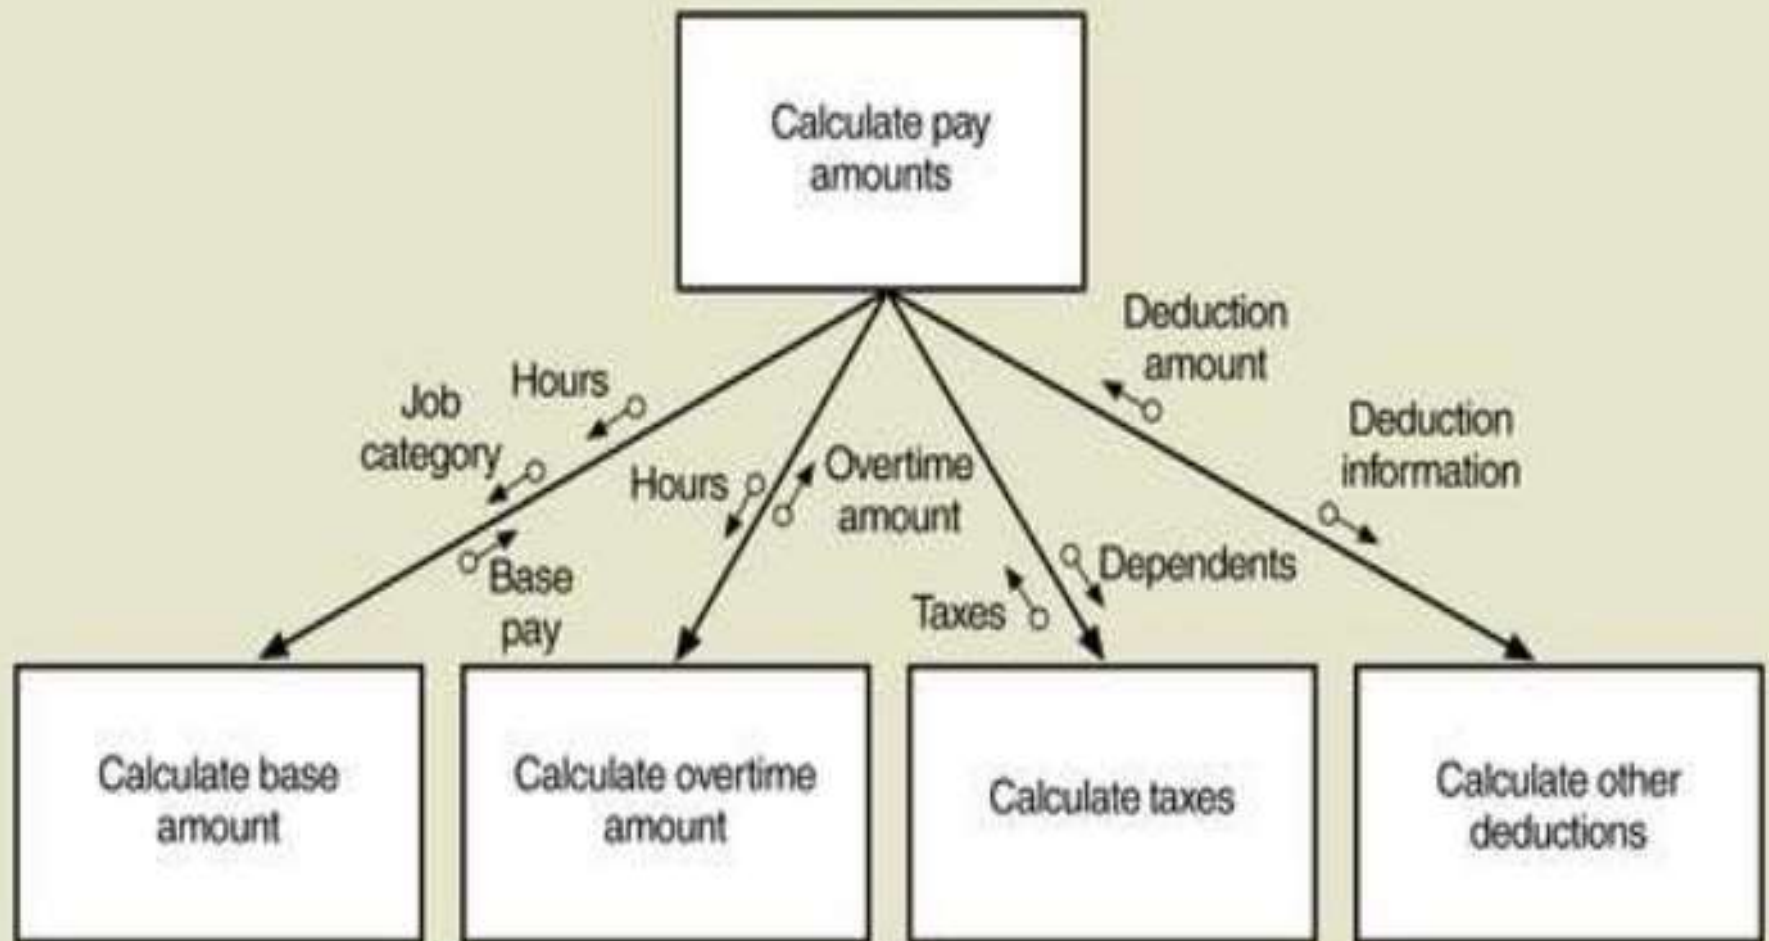 Calculate pay
amounts
Deduction
amount
Hours
Job
category
Deduction
information
Hours
Overtime
amount
Base
pay
Dependents
Taxes
Calculate base
amount
Calculate overtime
amount
Calculate taxes
Calculate other
deductions